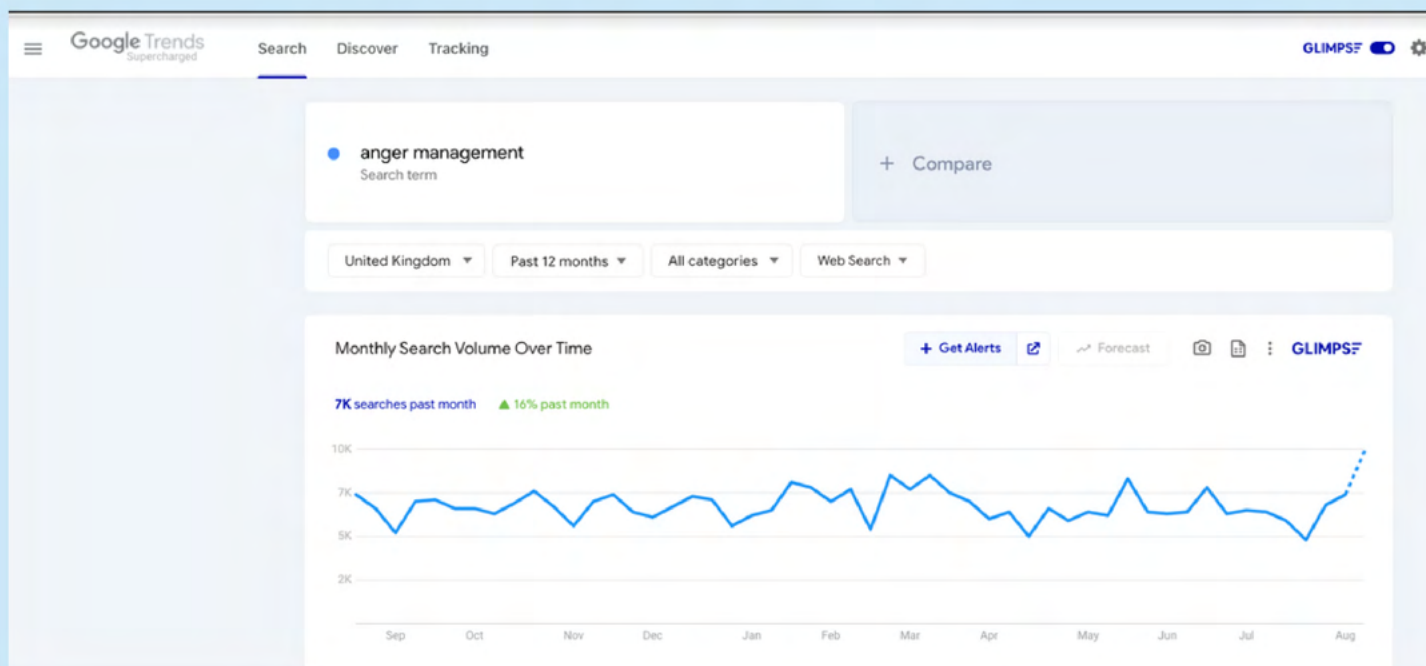 Google Trends
Supercharged
Search Discover Tracking
GLIMPSE
anger management
Search term
+ Compare
United Kingdom
Past 12 months
All categories
Web Search
Monthly Search Volume Over Time
+ Get Alerts
Forecast
GLIMPSE
7K searches past month
16% past month
10K
7K
5K
2K
Sep Oct Nov Dec Jan Feb Mar Apr May Jun Jul Aug